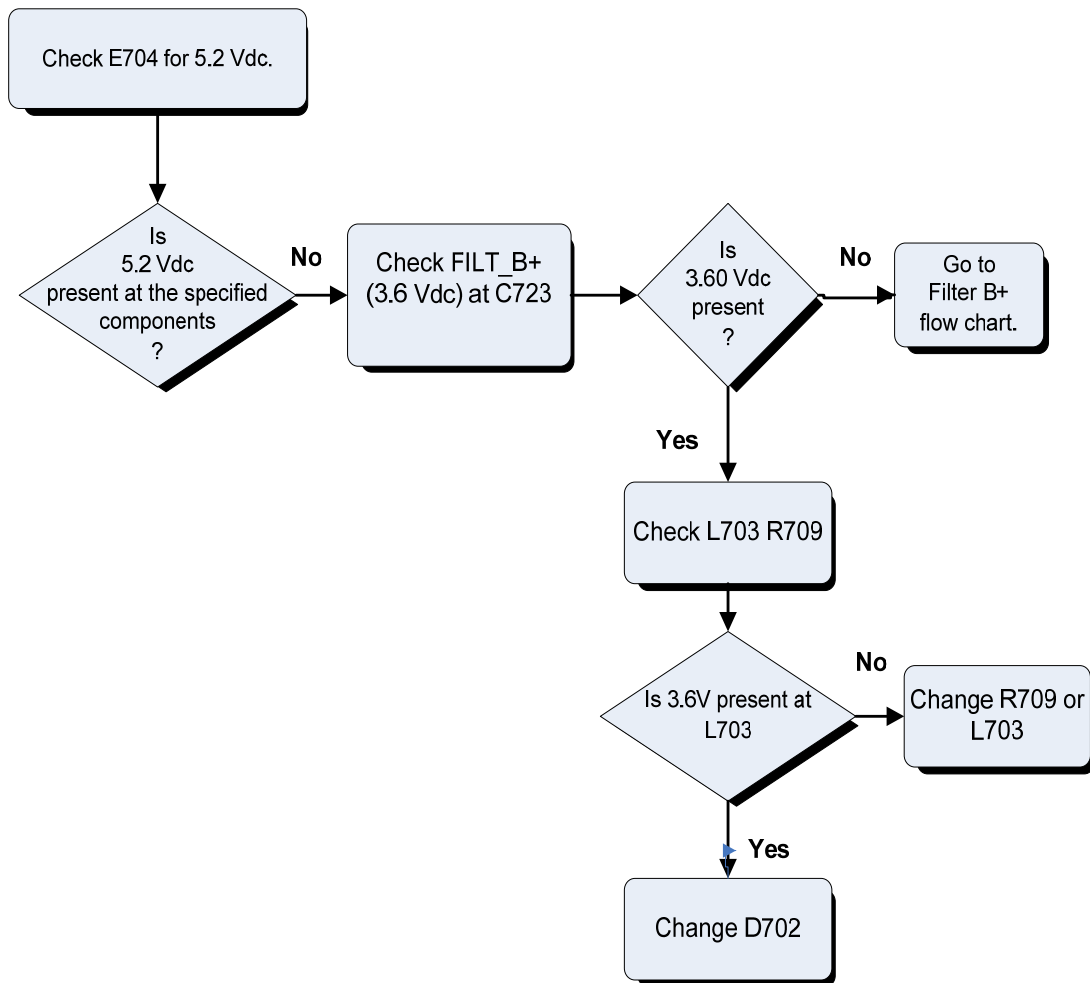 Check E704 for 5.2 Vdc.
Is
5.2 Vdc
present at the specified
components
?
No
Check FILT_B+
(3.6 Vdc) at C723
Is
3.60 Vdc
present
?
No
Go to
Filter B+
flow chart.
Yes
Check L703 R709
Is 3.6V present at
L703
No
Change R709 or
L703
Yes
Change D702